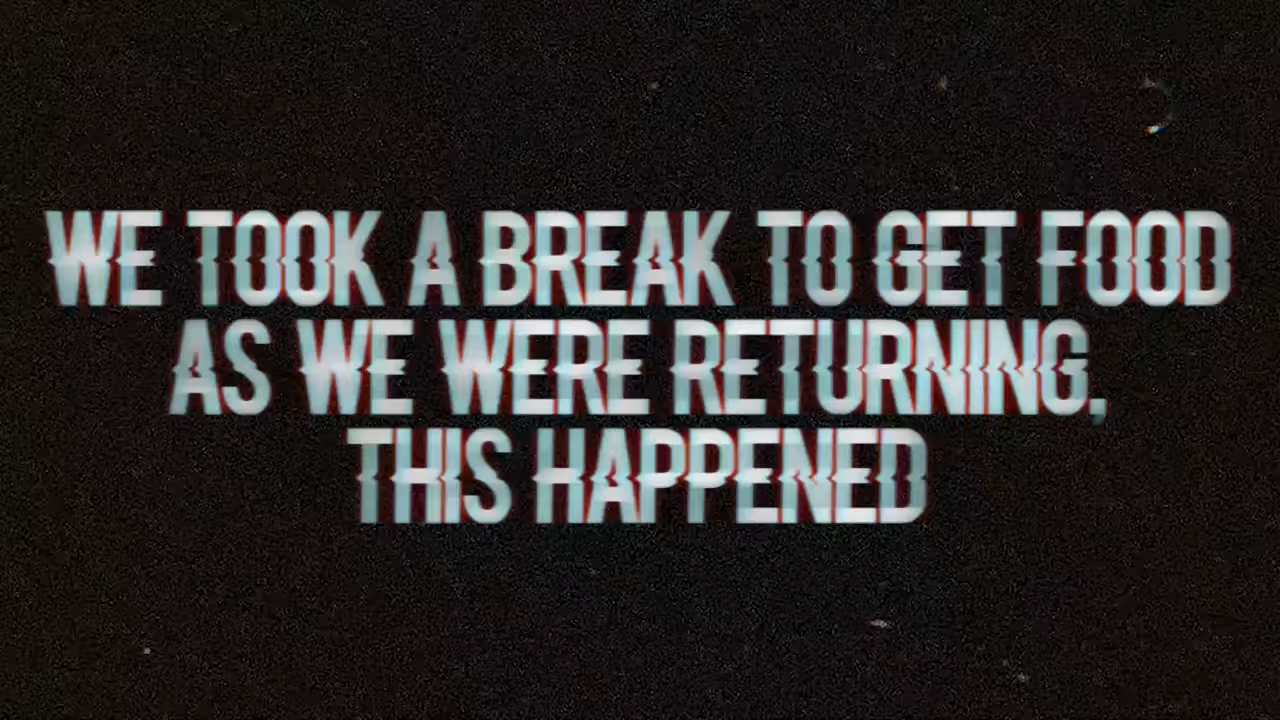 WE TOOK A BREAK TO GET FOOD
AS WE WERE RETURNING,
THIS HAPPENED